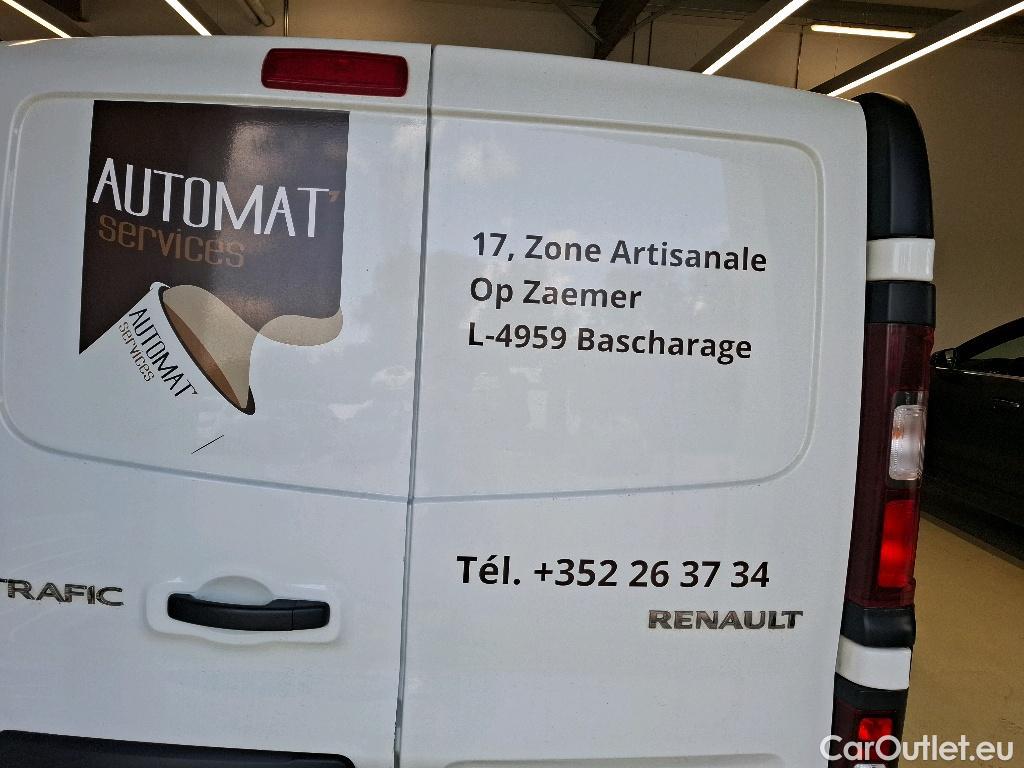 AUTOMAT'
services
AUTOMAT'
services
17, Zone Artisanale
Op Zaemer
L-4959 Bascharage
Tél. +352 26 37 34
TRAFIC
RENAULT
CarOutlet.eu